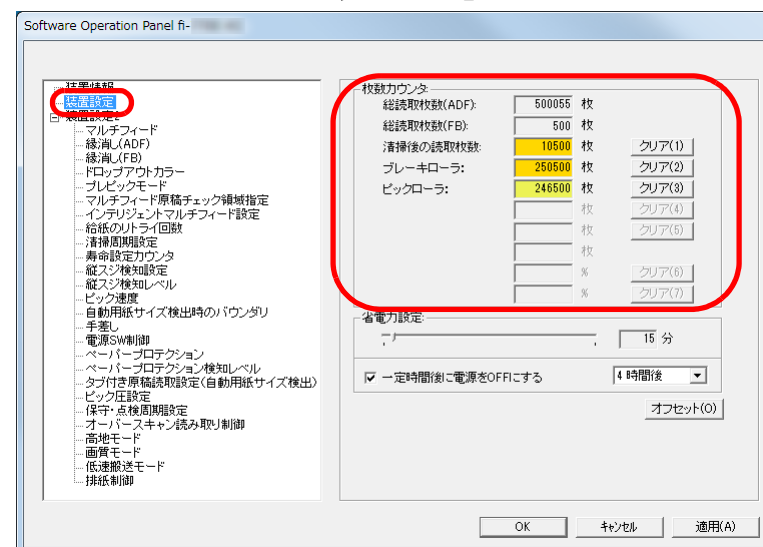 Software Operation Panel fi-
装置情報
装置設定
装置設定2
マルチフィード
縁消し(ADF)
縁消し(FB)
ドロップアウトカラー
プレピックモード
マルチフィード原稿チェック領域指定
インテリジェントマルチフィード設定
給紙のリトライ回数
清掃周期設定
寿命設定カウンタ
縦スジ検知設定
縦スジ検知レベル
ピック速度
自動用紙サイズ検出時のバウンダリ
手差し
電源SW制御
ペーパープロテクション
ペーパープロテクション検知レベル
タブ付き原稿読取設定(自動用紙サイズ検出)
ピック圧設定
保守・点検周期設定
オーバースキャン読み取り制御
高地モード
画質モード
低速搬送モード
排紙制御
枚数カウンタ
総読取枚数(ADF): 500055 枚
総読取枚数(FB): 500 枚
清掃後の読取枚数: 10500 枚 クリア(1)
ブレーキローラ: 250500 枚 クリア(2)
ピックローラ: 246500 枚 クリア(3)
枚 クリア(4)
枚 クリア(5)
枚
% クリア(6)
% クリア(7)
省電力設定:
15 分
一定時間後に電源をOFFにする 4 時間後
オフセット(O)
OK キャンセル 適用(A)